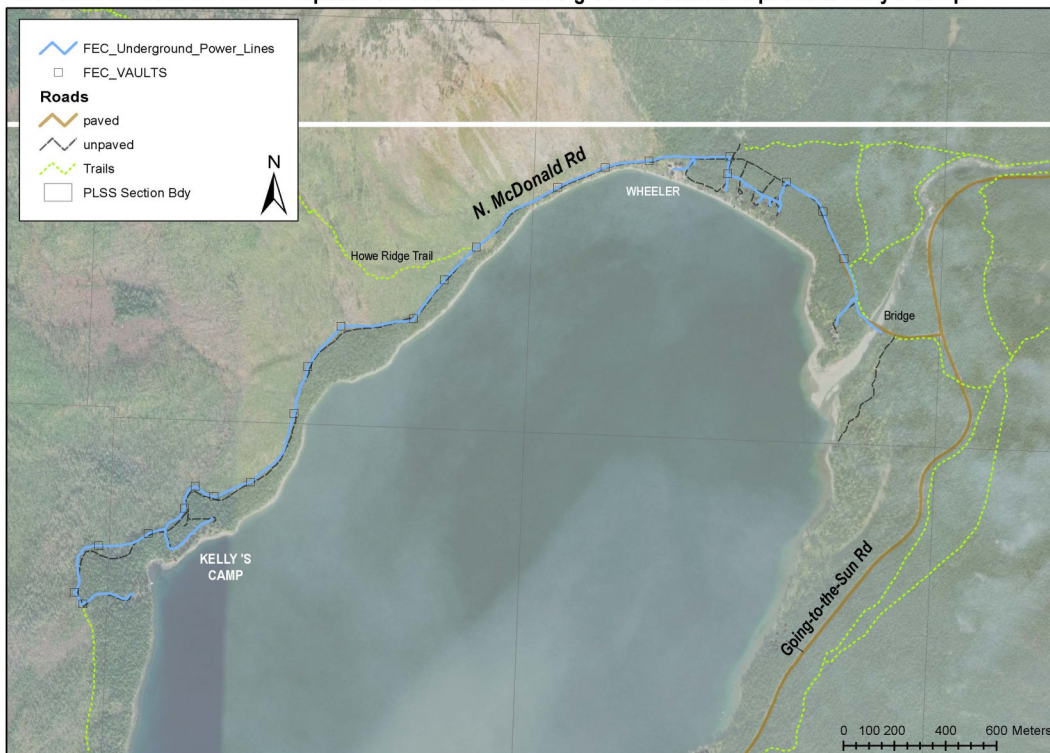 FEC_Underground_Power_Lines
FEC_VAULTS
Roads
paved
unpaved
Trails
PLSS Section Bdy
N
N. McDonald Rd
WHEELER
Howe Ridge Trail
Bridge
KELLY 'S
CAMP
Going-to-the-Sun Rd
0 100 200 400 600 Meters